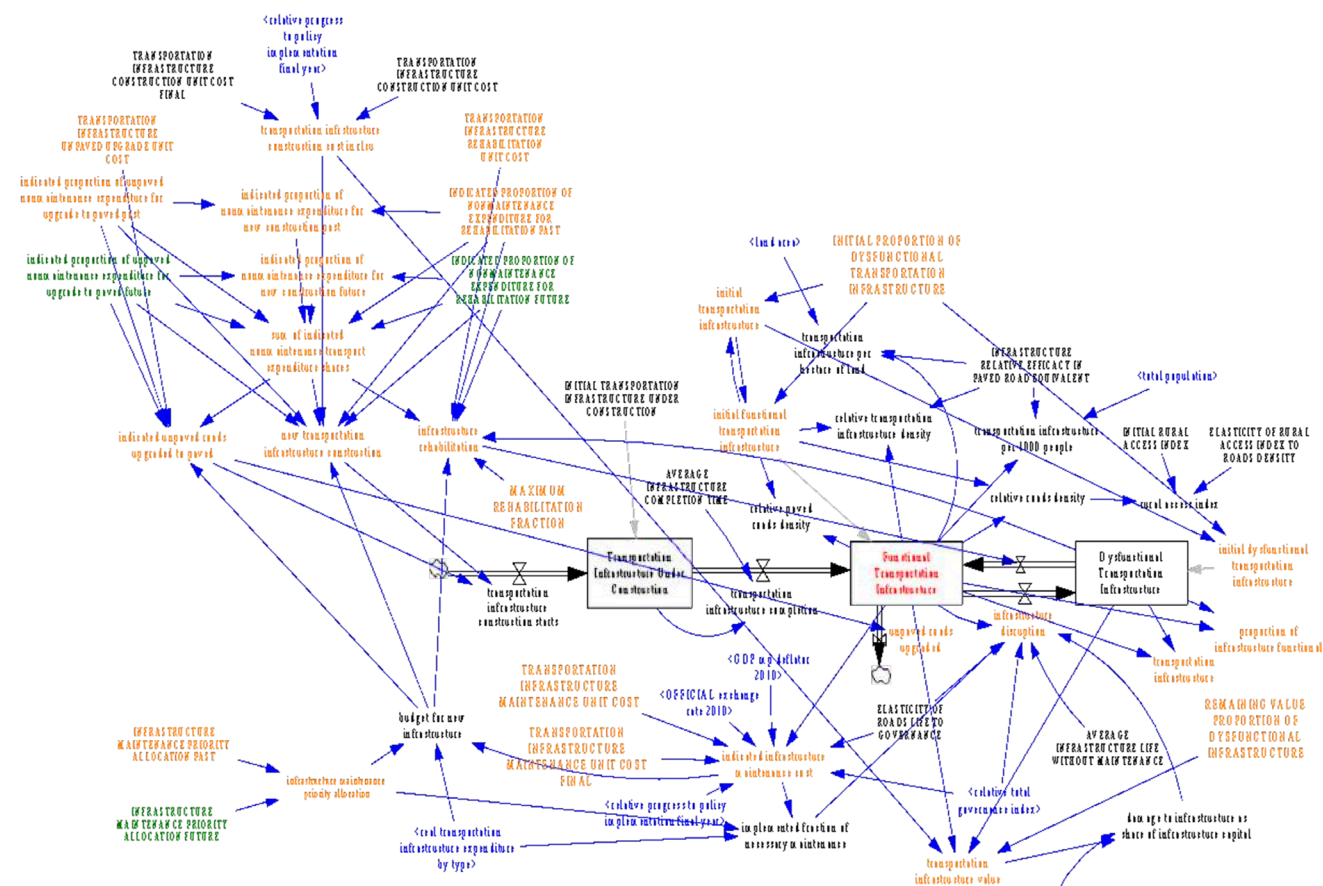 <relative progress
to policy
implementation
final year>
TRANSPORTATION
INFRASTRUCTURE
CONSTRUCTION UNIT COST
FINAL
TRANSPORTATION
INFRASTRUCTURE
CONSTRUCTION UNIT COST
TRANSPORTATION
INFRASTRUCTURE
UNPAVED UPGRADE UNIT
COST
transportation infrastructure
construction cost in
TRANSPORTATION
INFRASTRUCTURE
REHABILITATION
UNIT COST
indicated proportion of unpaved
nonmaintenance expenditure for
upgrade to paved past
indicated proportion of
nonmaintenance expenditure for
new construction past
INDICATED PROPORTION OF
NONMAINTENANCE
EXPENDITURE FOR
REHABILITATION PAST
indicated proportion of unpaved
nonmaintenance expenditure for
upgrade to paved future
indicated proportion of
nonmaintenance expenditure for
new construction future
INDICATED PROPORTION OF
NONMAINTENANCE
EXPENDITURE FOR
REHABILITATION FUTURE
sum of indicated
nonmaintenance transport
expenditure shares
<land area>
INITIAL PROPORTION OF
DYSFUNCTIONAL
TRANSPORTATION
INFRASTRUCTURE
initial
transportation
infrastructure
transportation
infrastructure per
hectare of land
INFRASTRUCTURE
RELATIVE EFFICACY IN
PAVED ROAD EQUIVALENT
<total population>
INITIAL TRANSPORTATION
INFRASTRUCTURE UNDER
CONSTRUCTION
indicated unpaved roads
upgraded to paved
new transportation
infrastructure construction
infrastructure
rehabilitation
initial functional
transportation
infrastructure
relative transportation
infrastructure density
transportation infrastructure
per 1000 people
INITIAL RURAL
ACCESS INDEX
ELASTICITY OF RURAL
ACCESS INDEX TO
ROADS DENSITY
MAXIMUM
REHABILITATION
FRACTION
AVERAGE
INFRASTRUCTURE
COMPLETION TIME
relative paved
roads density
relative roads density
rural access index
initial dysfunctional
transportation
infrastructure
Transportation
Infrastructure Under
Construction
Functional
Transportation
Infrastructure
Dysfunctional
Transportation
Infrastructure
transportation
infrastructure
construction starts
transportation
infrastructure completion
unpaved roads
upgraded
infrastructure
disruption
transportation
infrastructure
proportion of
infrastructure functional
<GDP mp deflator
2010>
<OFFICIAL exchange
rate 2010>
TRANSPORTATION
INFRASTRUCTURE
MAINTENANCE UNIT COST
TRANSPORTATION
INFRASTRUCTURE
MAINTENANCE UNIT COST
FINAL
ELASTICITY OF
ROADS LIFE TO
GOVERNANCE
AVERAGE
INFRASTRUCTURE LIFE
WITHOUT MAINTENANCE
REMAINING VALUE
PROPORTION OF
DYSFUNCTIONAL
INFRASTRUCTURE
budget for new
infrastructure
INFRASTRUCTURE
MAINTENANCE PRIORITY
ALLOCATION PAST
infrastructure maintenance
priority allocation
indicated infrastructure
maintenance cost
<relative total
governance index>
INFRASTRUCTURE
MAINTENANCE PRIORITY
ALLOCATION FUTURE
<real transportation
infrastructure expenditure
by type>
<relative progress to policy
implementation final year>
implemented fraction of
necessary maintenance
damage to infrastructure as
share of infrastructure capital
transportation
infrastructure value